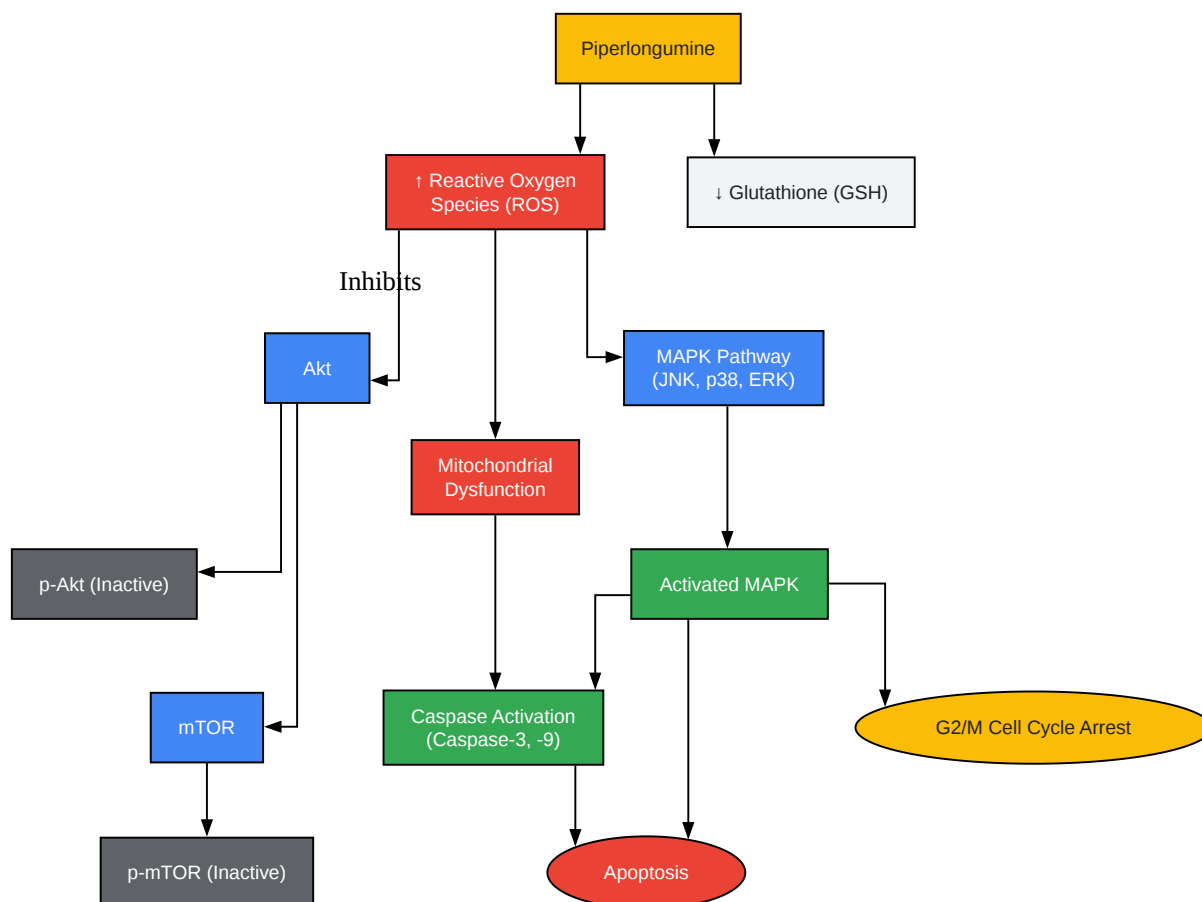 Piperlongumine
↑ Reactive Oxygen
Species (ROS)
↓ Glutathione (GSH)
Inhibits
Akt
MAPK Pathway
(JNK, p38, ERK)
Mitochondrial
Dysfunction
p-Akt (Inactive)
Activated MAPK
mTOR
Caspase Activation
(Caspase-3, -9)
G2/M Cell Cycle Arrest
p-mTOR (Inactive)
Apoptosis